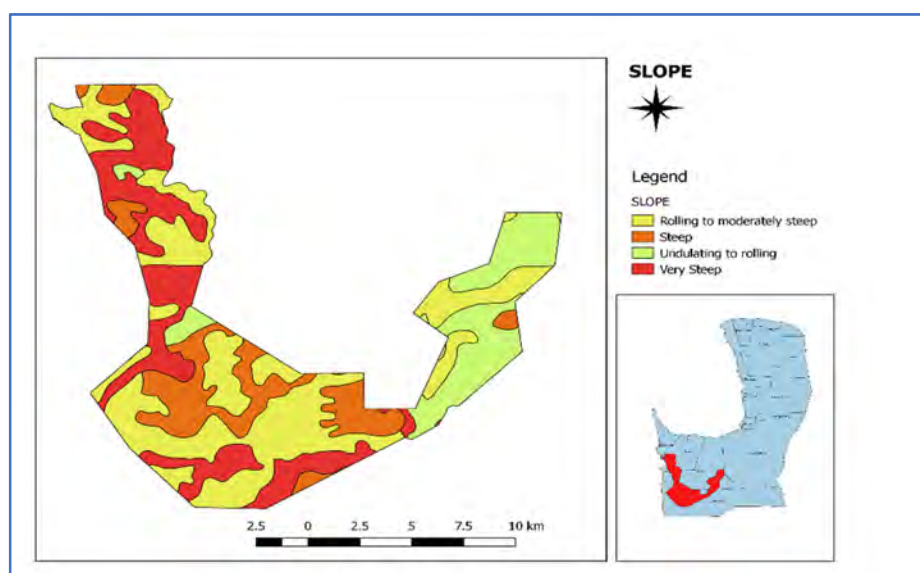 SLOPE
Legend
SLOPE
Rolling to moderately steep
Steep
Undulating to rolling
Very Steep
2.5 0 2.5 5 7.5 10 km